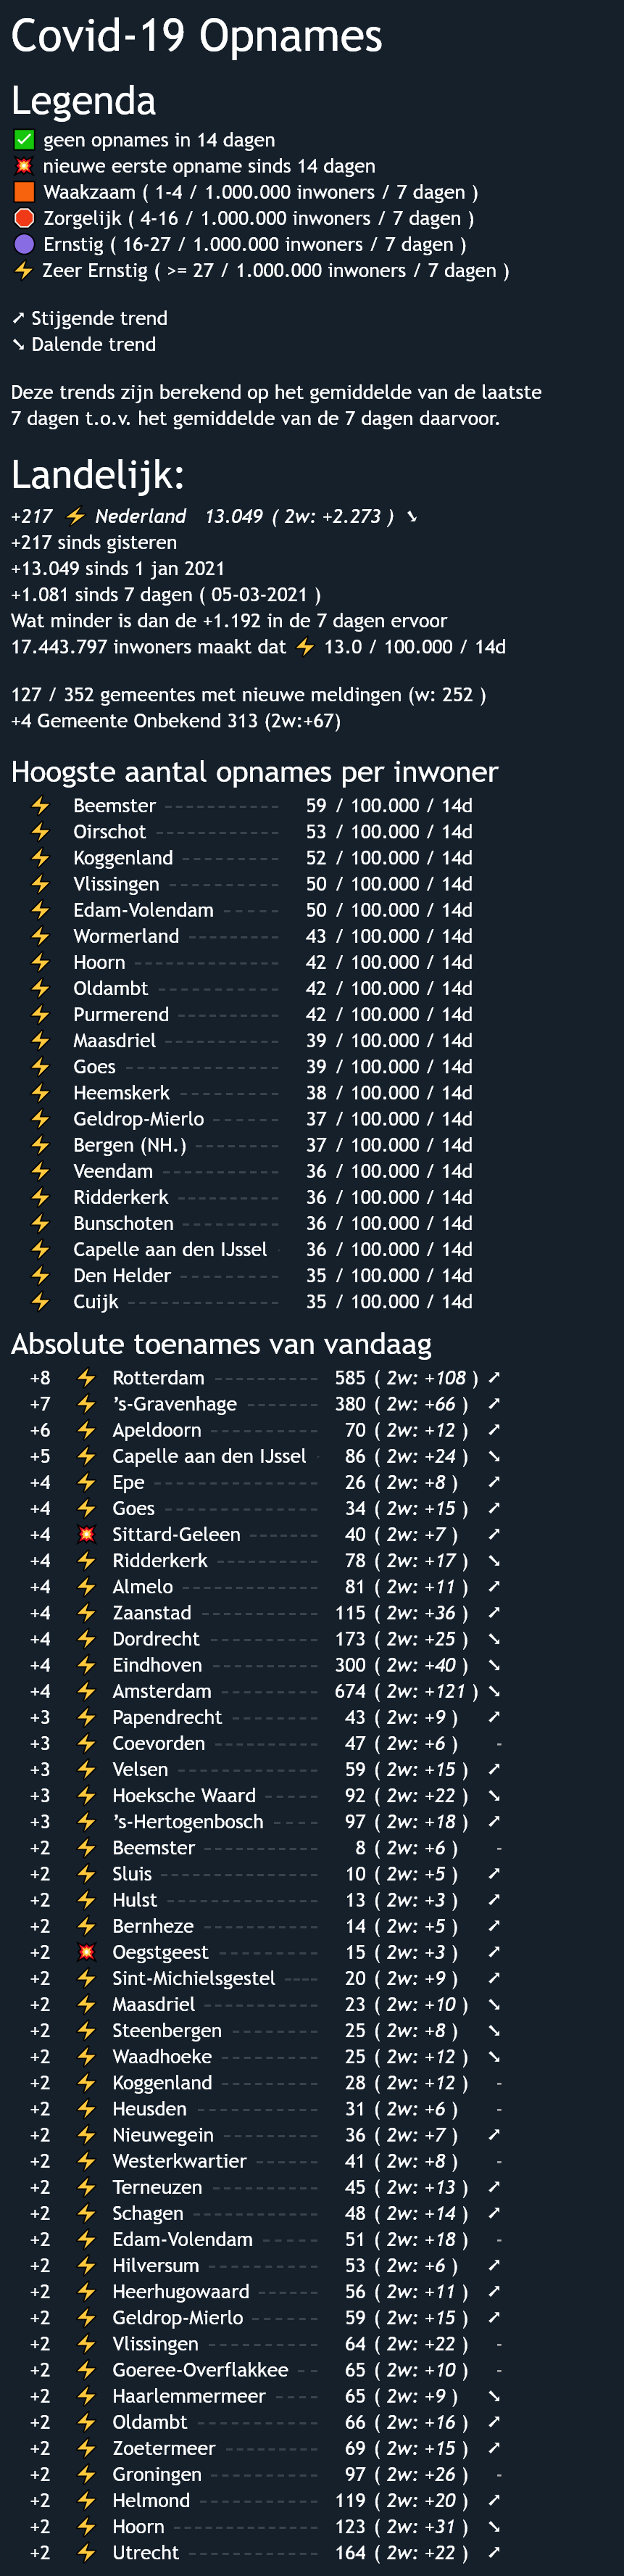 Covid-19 Opnames
Legenda
✅ geen opnames in 14 dagen
💥 nieuwe eerste opname sinds 14 dagen
🟧 Waakzaam ( 1-4 / 1.000.000 inwoners / 7 dagen )
🛑 Zorgelijk ( 4-16 / 1.000.000 inwoners / 7 dagen )
🟣 Ernstig ( 16-27 / 1.000.000 inwoners / 7 dagen )
⚡ Zeer Ernstig ( >= 27 / 1.000.000 inwoners / 7 dagen )
➚ Stijgende trend
➘ Dalende trend
Deze trends zijn berekend op het gemiddelde van de laatste
7 dagen t.o.v. het gemiddelde van de 7 dagen daarvoor.
Landelijk:
+217 ⚡ Nederland 13.049 ( 2w: +2.273 ) ➘
+217 sinds gisteren
+13.049 sinds 1 jan 2021
+1.081 sinds 7 dagen ( 05-03-2021 )
Wat minder is dan de +1.192 in de 7 dagen ervoor
17.443.797 inwoners maakt dat ⚡ 13.0 / 100.000 / 14d
127 / 352 gemeentes met nieuwe meldingen (w: 252 )
+4 Gemeente Onbekend 313 (2w:+67)
Hoogste aantal opnames per inwoner
⚡ Beemster 59 / 100.000 / 14d
⚡ Oirschot 53 / 100.000 / 14d
⚡ Koggenland 52 / 100.000 / 14d
⚡ Vlissingen 50 / 100.000 / 14d
⚡ Edam-Volendam 50 / 100.000 / 14d
⚡ Wormerland 43 / 100.000 / 14d
⚡ Hoorn 42 / 100.000 / 14d
⚡ Oldambt 42 / 100.000 / 14d
⚡ Purmerend 42 / 100.000 / 14d
⚡ Maasdriel 39 / 100.000 / 14d
⚡ Goes 39 / 100.000 / 14d
⚡ Heemskerk 38 / 100.000 / 14d
⚡ Geldrop-Mierlo 37 / 100.000 / 14d
⚡ Bergen (NH.) 37 / 100.000 / 14d
⚡ Veendam 36 / 100.000 / 14d
⚡ Ridderkerk 36 / 100.000 / 14d
⚡ Bunschoten 36 / 100.000 / 14d
⚡ Capelle aan den IJssel 36 / 100.000 / 14d
⚡ Den Helder 35 / 100.000 / 14d
⚡ Cuijk 35 / 100.000 / 14d
Absolute toenames van vandaag
+8 ⚡ Rotterdam 585 ( 2w: +108 ) ➚
+7 ⚡ ’s-Gravenhage 380 ( 2w: +66 ) ➚
+6 ⚡ Apeldoorn 70 ( 2w: +12 ) ➚
+5 ⚡ Capelle aan den IJssel 86 ( 2w: +24 ) ➘
+4 ⚡ Epe 26 ( 2w: +8 ) ➚
+4 ⚡ Goes 34 ( 2w: +15 ) ➚
+4 💥 Sittard-Geleen 40 ( 2w: +7 ) ➚
+4 ⚡ Ridderkerk 78 ( 2w: +17 ) ➘
+4 ⚡ Almelo 81 ( 2w: +11 ) ➚
+4 ⚡ Zaanstad 115 ( 2w: +36 ) ➚
+4 ⚡ Dordrecht 173 ( 2w: +25 ) ➘
+4 ⚡ Eindhoven 300 ( 2w: +40 ) ➘
+4 ⚡ Amsterdam 674 ( 2w: +121 ) ➘
+3 ⚡ Papendrecht 43 ( 2w: +9 ) ➚
+3 ⚡ Coevorden 47 ( 2w: +6 ) -
+3 ⚡ Velsen 59 ( 2w: +15 ) ➚
+3 ⚡ Hoeksche Waard 92 ( 2w: +22 ) ➘
+3 ⚡ ’s-Hertogenbosch 97 ( 2w: +18 ) ➚
+2 ⚡ Beemster 8 ( 2w: +6 ) -
+2 ⚡ Sluis 10 ( 2w: +5 ) ➚
+2 ⚡ Hulst 13 ( 2w: +3 ) ➚
+2 ⚡ Bernheze 14 ( 2w: +5 ) ➚
+2 💥 Oegstgeest 15 ( 2w: +3 ) ➚
+2 ⚡ Sint-Michielsgestel 20 ( 2w: +9 ) ➚
+2 ⚡ Maasdriel 23 ( 2w: +10 ) ➘
+2 ⚡ Steenbergen 25 ( 2w: +8 ) ➘
+2 ⚡ Waadhoeke 25 ( 2w: +12 ) ➘
+2 ⚡ Koggenland 28 ( 2w: +12 ) -
+2 ⚡ Heusden 31 ( 2w: +6 ) -
+2 ⚡ Nieuwegein 36 ( 2w: +7 ) ➚
+2 ⚡ Westerkwartier 41 ( 2w: +8 ) -
+2 ⚡ Terneuzen 45 ( 2w: +13 ) ➚
+2 ⚡ Schagen 48 ( 2w: +14 ) ➚
+2 ⚡ Edam-Volendam 51 ( 2w: +18 ) -
+2 ⚡ Hilversum 53 ( 2w: +6 ) ➚
+2 ⚡ Heerhugowaard 56 ( 2w: +11 ) ➚
+2 ⚡ Geldrop-Mierlo 59 ( 2w: +15 ) ➚
+2 ⚡ Vlissingen 64 ( 2w: +22 ) -
+2 ⚡ Goeree-Overflakkee 65 ( 2w: +10 ) -
+2 ⚡ Haarlemmermeer 65 ( 2w: +9 ) ➘
+2 ⚡ Oldambt 66 ( 2w: +16 ) ➚
+2 ⚡ Zoetermeer 69 ( 2w: +15 ) ➚
+2 ⚡ Groningen 97 ( 2w: +26 ) -
+2 ⚡ Helmond 119 ( 2w: +20 ) ➚
+2 ⚡ Hoorn 123 ( 2w: +31 ) ➘
+2 ⚡ Utrecht 164 ( 2w: +22 ) ➚